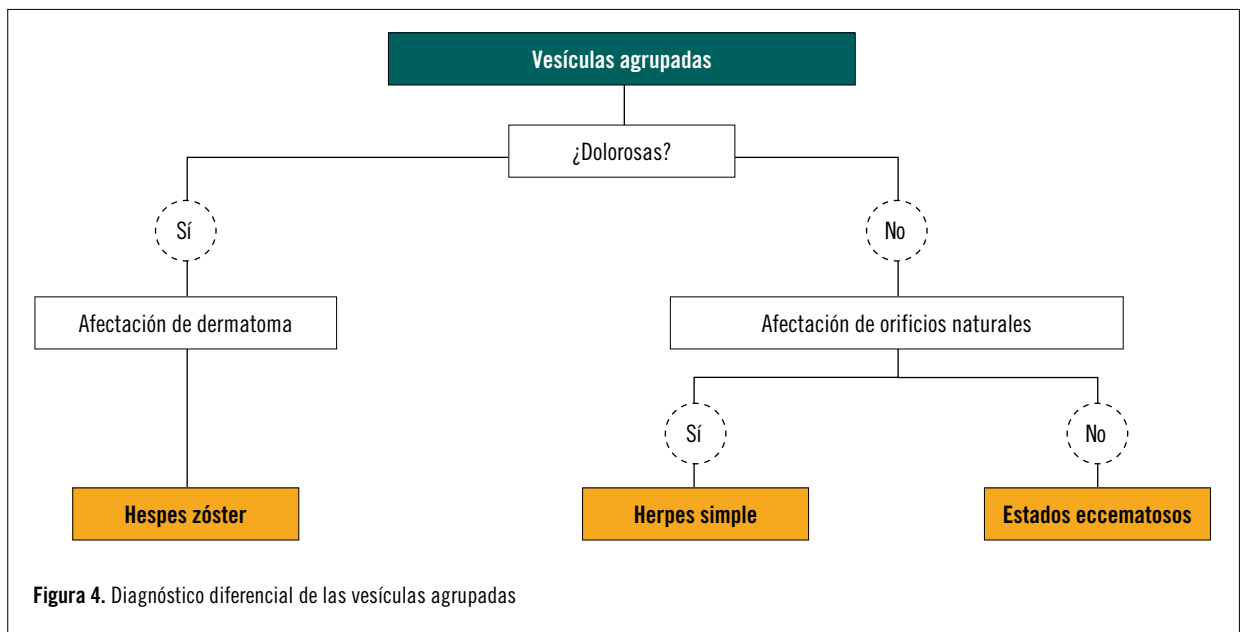 Vesículas agrupadas
¿Dolorosas?
Sí
No
Afectación de dermatoma
Afectación de orificios naturales
Sí
No
Hespes zóster
Herpes simple
Estados eccematosos
Figura 4. Diagnóstico diferencial de las vesículas agrupadas